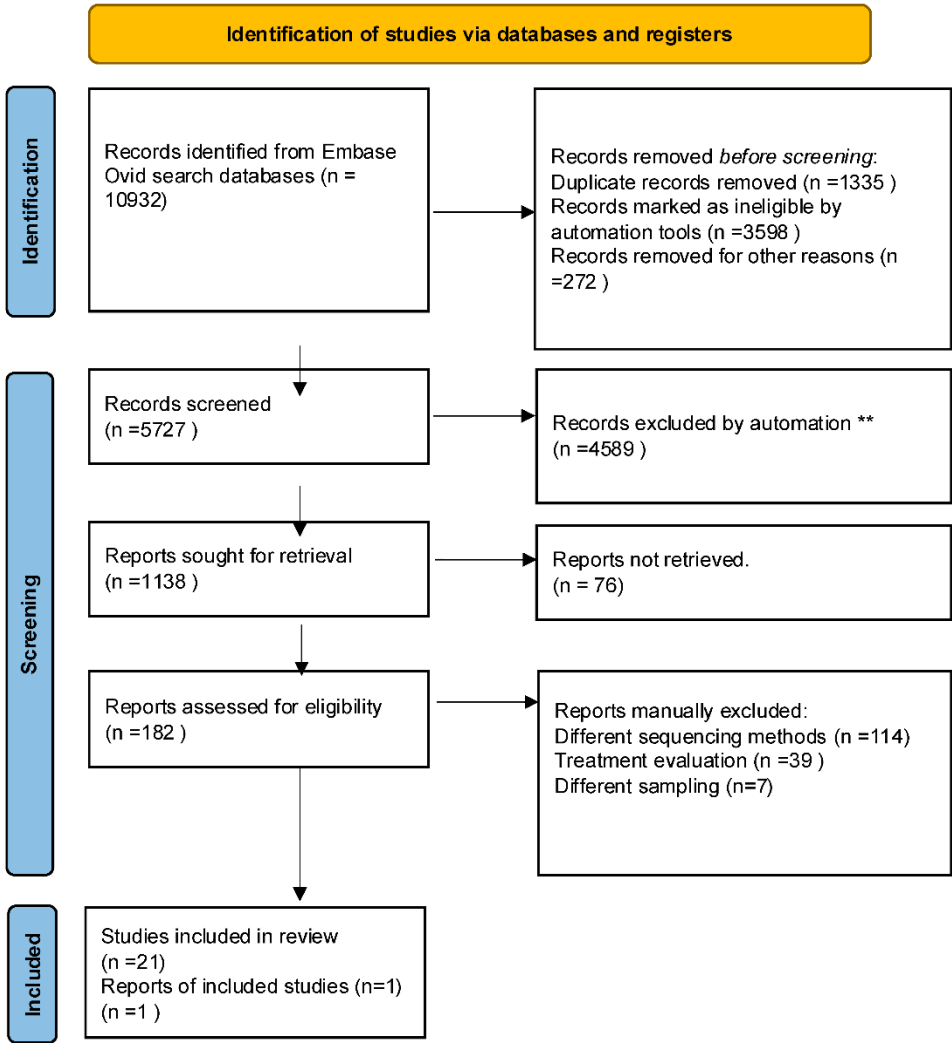 Identification of studies via databases and registers
Identification
Records identified from Embase
Ovid search databases (n =
10932)
Records removed before screening:
Duplicate records removed (n =1335 )
Records marked as ineligible by
automation tools (n =3598 )
Records removed for other reasons (n
=272 )
Screening
Records screened
(n =5727 )
Records excluded by automation **
(n =4589 )
Reports sought for retrieval
(n =1138 )
Reports not retrieved.
(n = 76)
Reports assessed for eligibility
(n =182 )
Reports manually excluded:
Different sequencing methods (n =114)
Treatment evaluation (n =39 )
Different sampling (n=7)
Included
Studies included in review
(n =21)
Reports of included studies (n=1)
(n =1 )